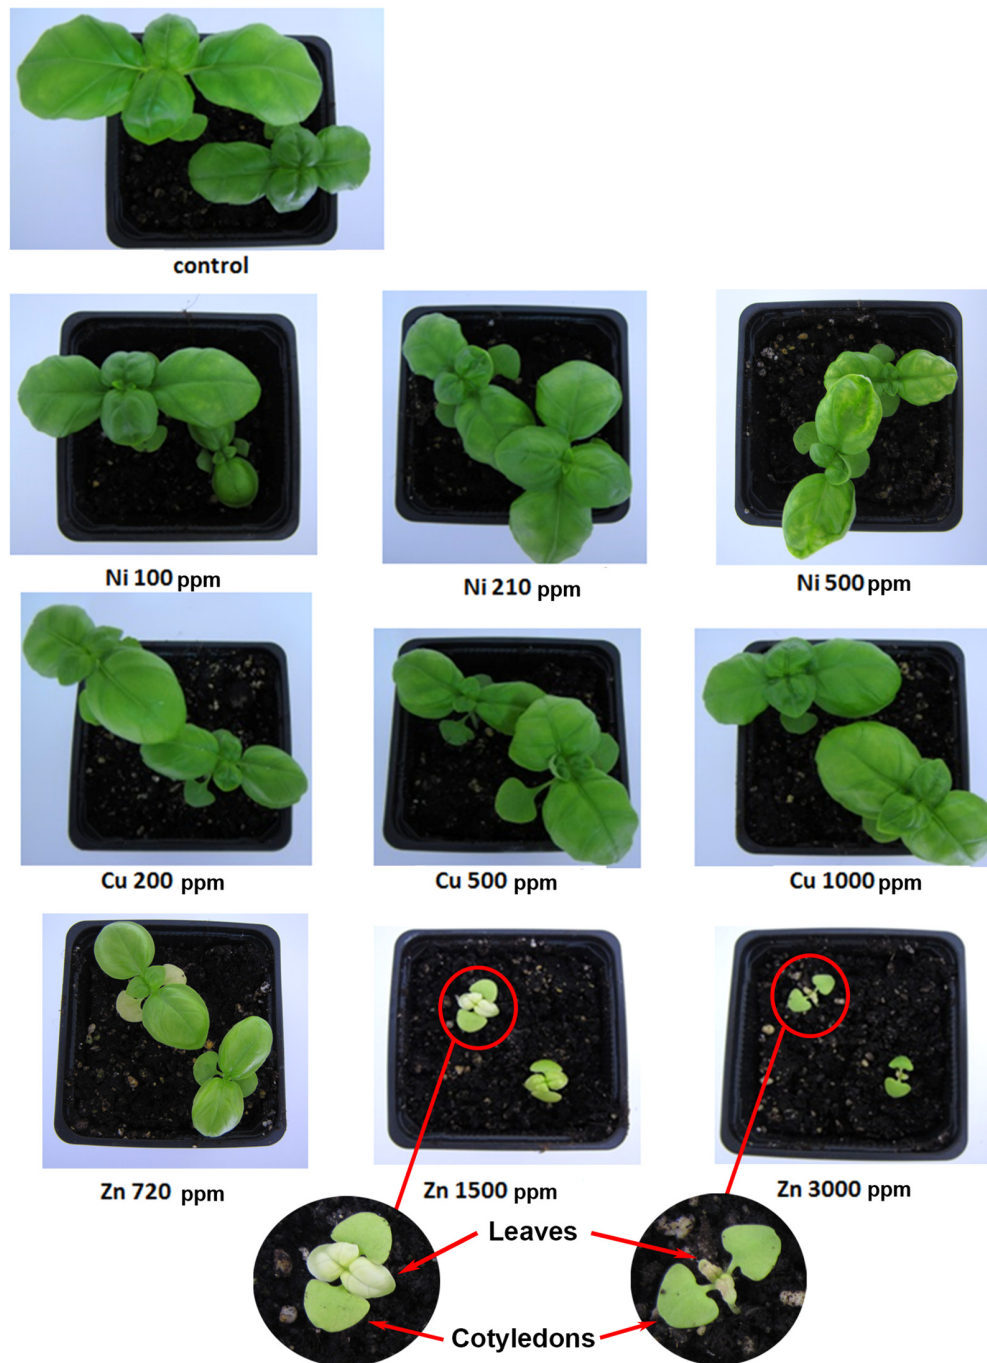 control
Ni 100 ppm
Ni 210 ppm
Ni 500 ppm
Cu 200 ppm
Cu 500 ppm
Cu 1000 ppm
Zn 720 ppm
Zn 1500 ppm
Zn 3000 ppm
Leaves
Cotyledons